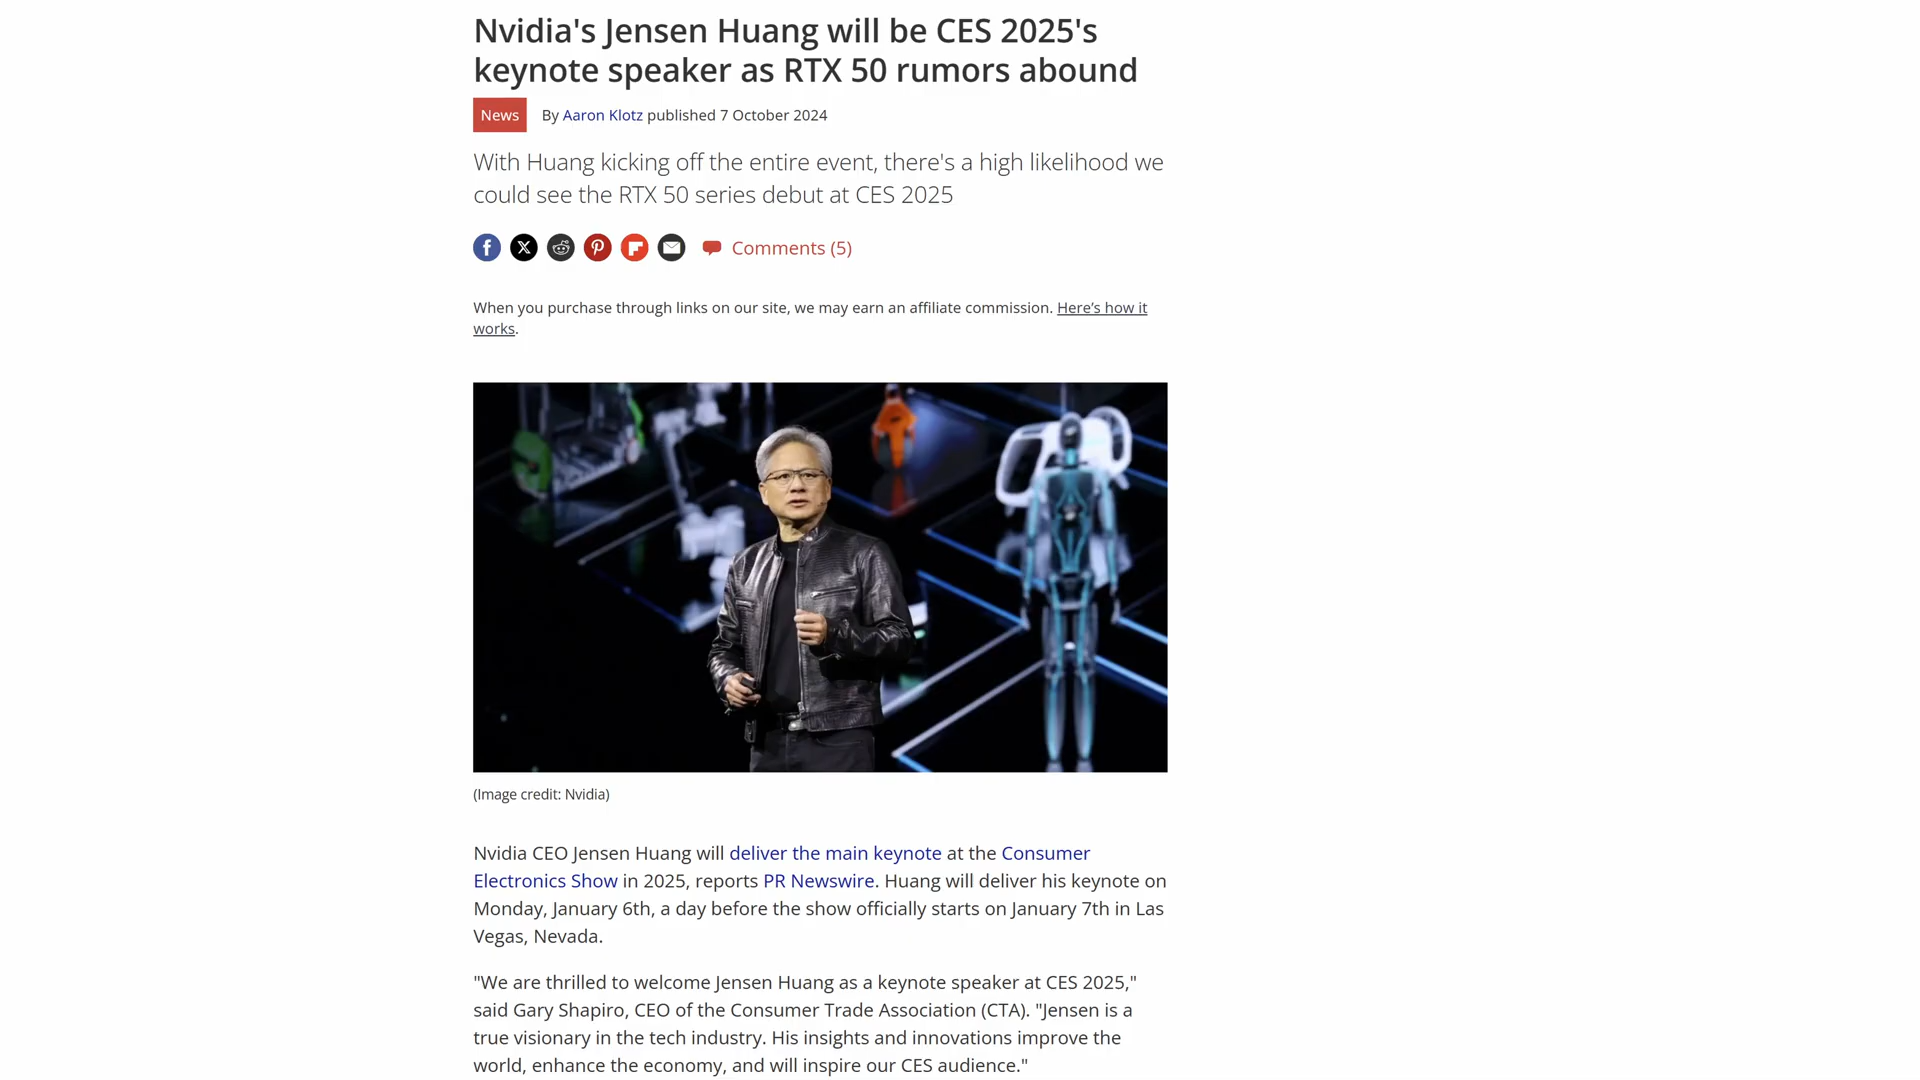 Nvidia's Jensen Huang will be CES 2025's
keynote speaker as RTX 50 rumors abound
News By Aaron Klotz published 7 October 2024
With Huang kicking off the entire event, there's a high likelihood we
could see the RTX 50 series debut at CES 2025
Comments (5)
When you purchase through links on our site, we may earn an affiliate commission. Here’s how it
works.
(Image credit: Nvidia)
Nvidia CEO Jensen Huang will deliver the main keynote at the Consumer
Electronics Show in 2025, reports PR Newswire. Huang will deliver his keynote on
Monday, January 6th, a day before the show officially starts on January 7th in Las
Vegas, Nevada.
"We are thrilled to welcome Jensen Huang as a keynote speaker at CES 2025,"
said Gary Shapiro, CEO of the Consumer Trade Association (CTA). "Jensen is a
true visionary in the tech industry. His insights and innovations improve the
world, enhance the economy, and will inspire our CES audience."